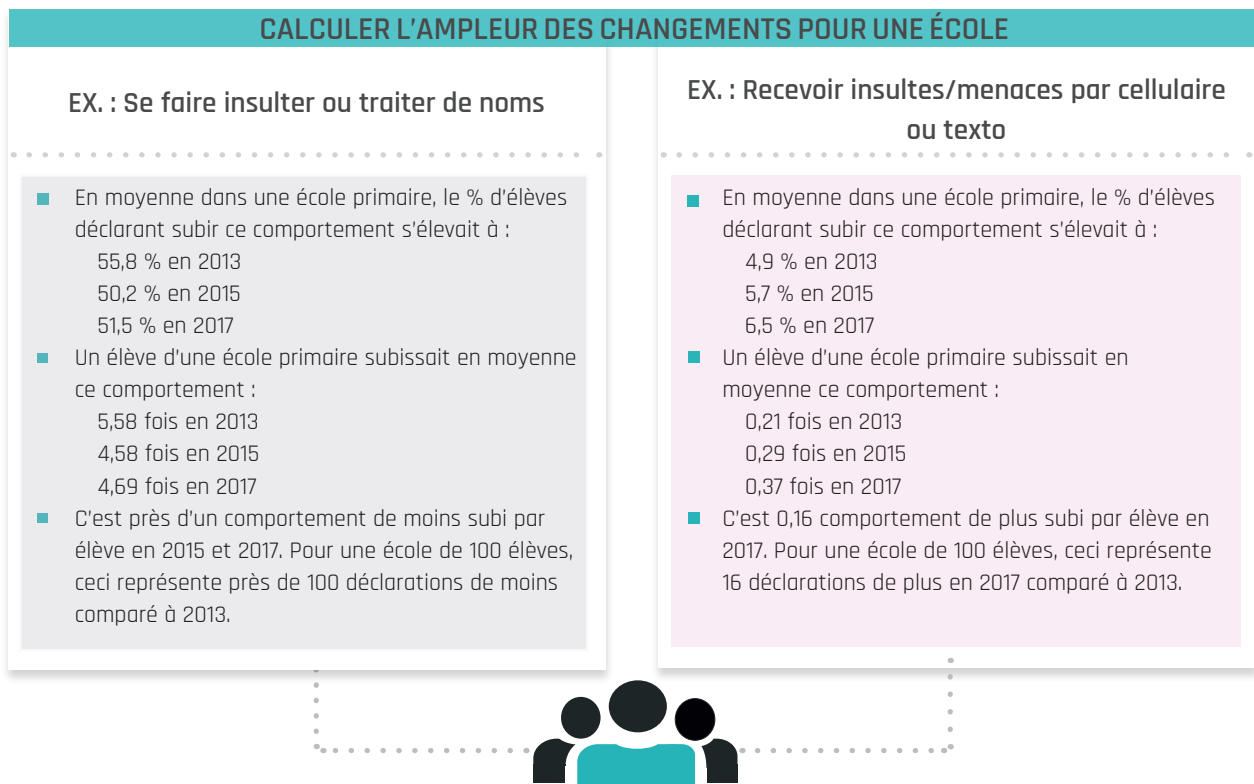 CALCULER L'AMPLEUR DES CHANGEMENTS POUR UNE ÉCOLE
EX. : Se faire insulter ou traiter de noms
En moyenne dans une école primaire, le % d'élèves
déclarant subir ce comportement s'élevait à :
55,8 % en 2013
50,2 % en 2015
51,5 % en 2017
Un élève d'une école primaire subissait en moyenne
ce comportement :
5,58 fois en 2013
4,58 fois en 2015
4,69 fois en 2017
C'est près d'un comportement de moins subi par
élève en 2015 et 2017. Pour une école de 100 élèves,
ceci représente près de 100 déclarations de moins
comparé à 2013.
EX. : Recevoir insultes/menaces par cellulaire
ou texto
En moyenne dans une école primaire, le % d'élèves
déclarant subir ce comportement s'élevait à :
4,9 % en 2013
5,7 % en 2015
6,5 % en 2017
Un élève d'une école primaire subissait en
moyenne ce comportement :
0,21 fois en 2013
0,29 fois en 2015
0,37 fois en 2017
C'est 0,16 comportement de plus subi par élève en
2017. Pour une école de 100 élèves, ceci représente
16 déclarations de plus en 2017 comparé à 2013.